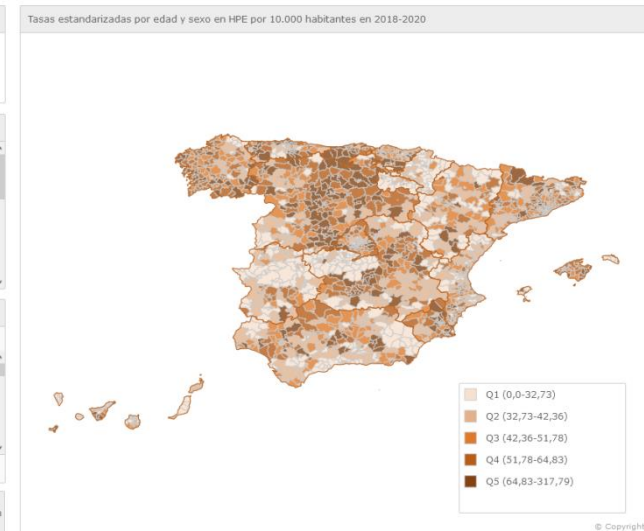 Tasas estandarizadas por edad y sexo en HPE por 10.000 habitantes en 2018-2020
Q1 (0,0-32,73)
Q2 (32,73-42,36)
Q3 (42,36-51,78)
Q4 (51,78-64,83)
Q5 (64,83-317,79)
© Copyright